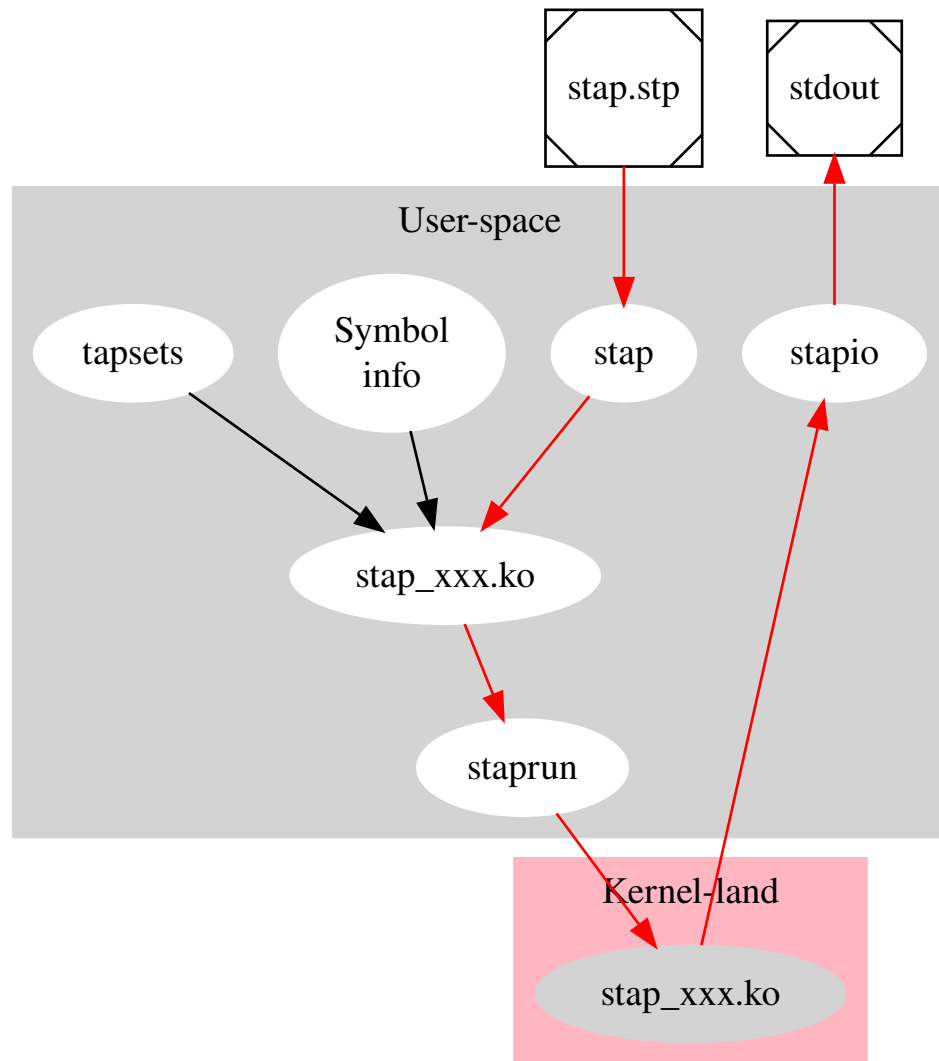 stap.stp
stdout
User-space
tapsets
Symbol
info
stap
stapio
stap_xxx.ko
staprun
Kernel-land
stap_xxx.ko